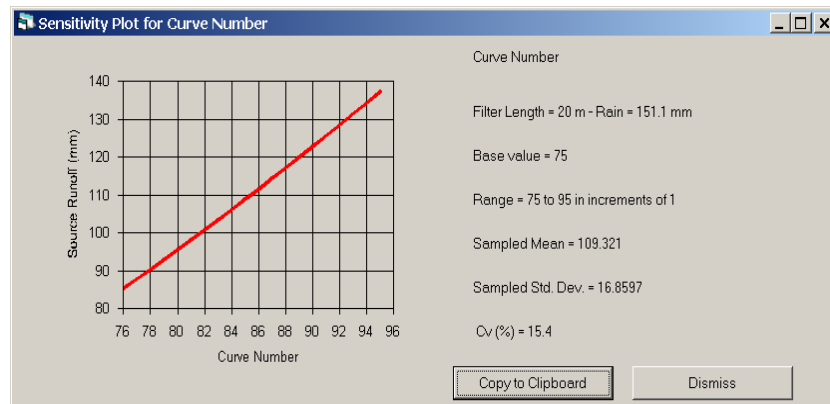 Sensitivity Plot for Curve Number
Curve Number
Filter Length = 20 m - Rain = 151.1 mm
Base value = 75
Range = 75 to 95 in increments of 1
Sampled Mean = 109.321
Sampled Std. Dev. = 16.8597
Cv (%) = 15.4
Source Runoff (mm)
140
130
120
110
100
90
80
76 78 80 82 84 86 88 90 92 94 96
Curve Number
Copy to Clipboard
Dismiss